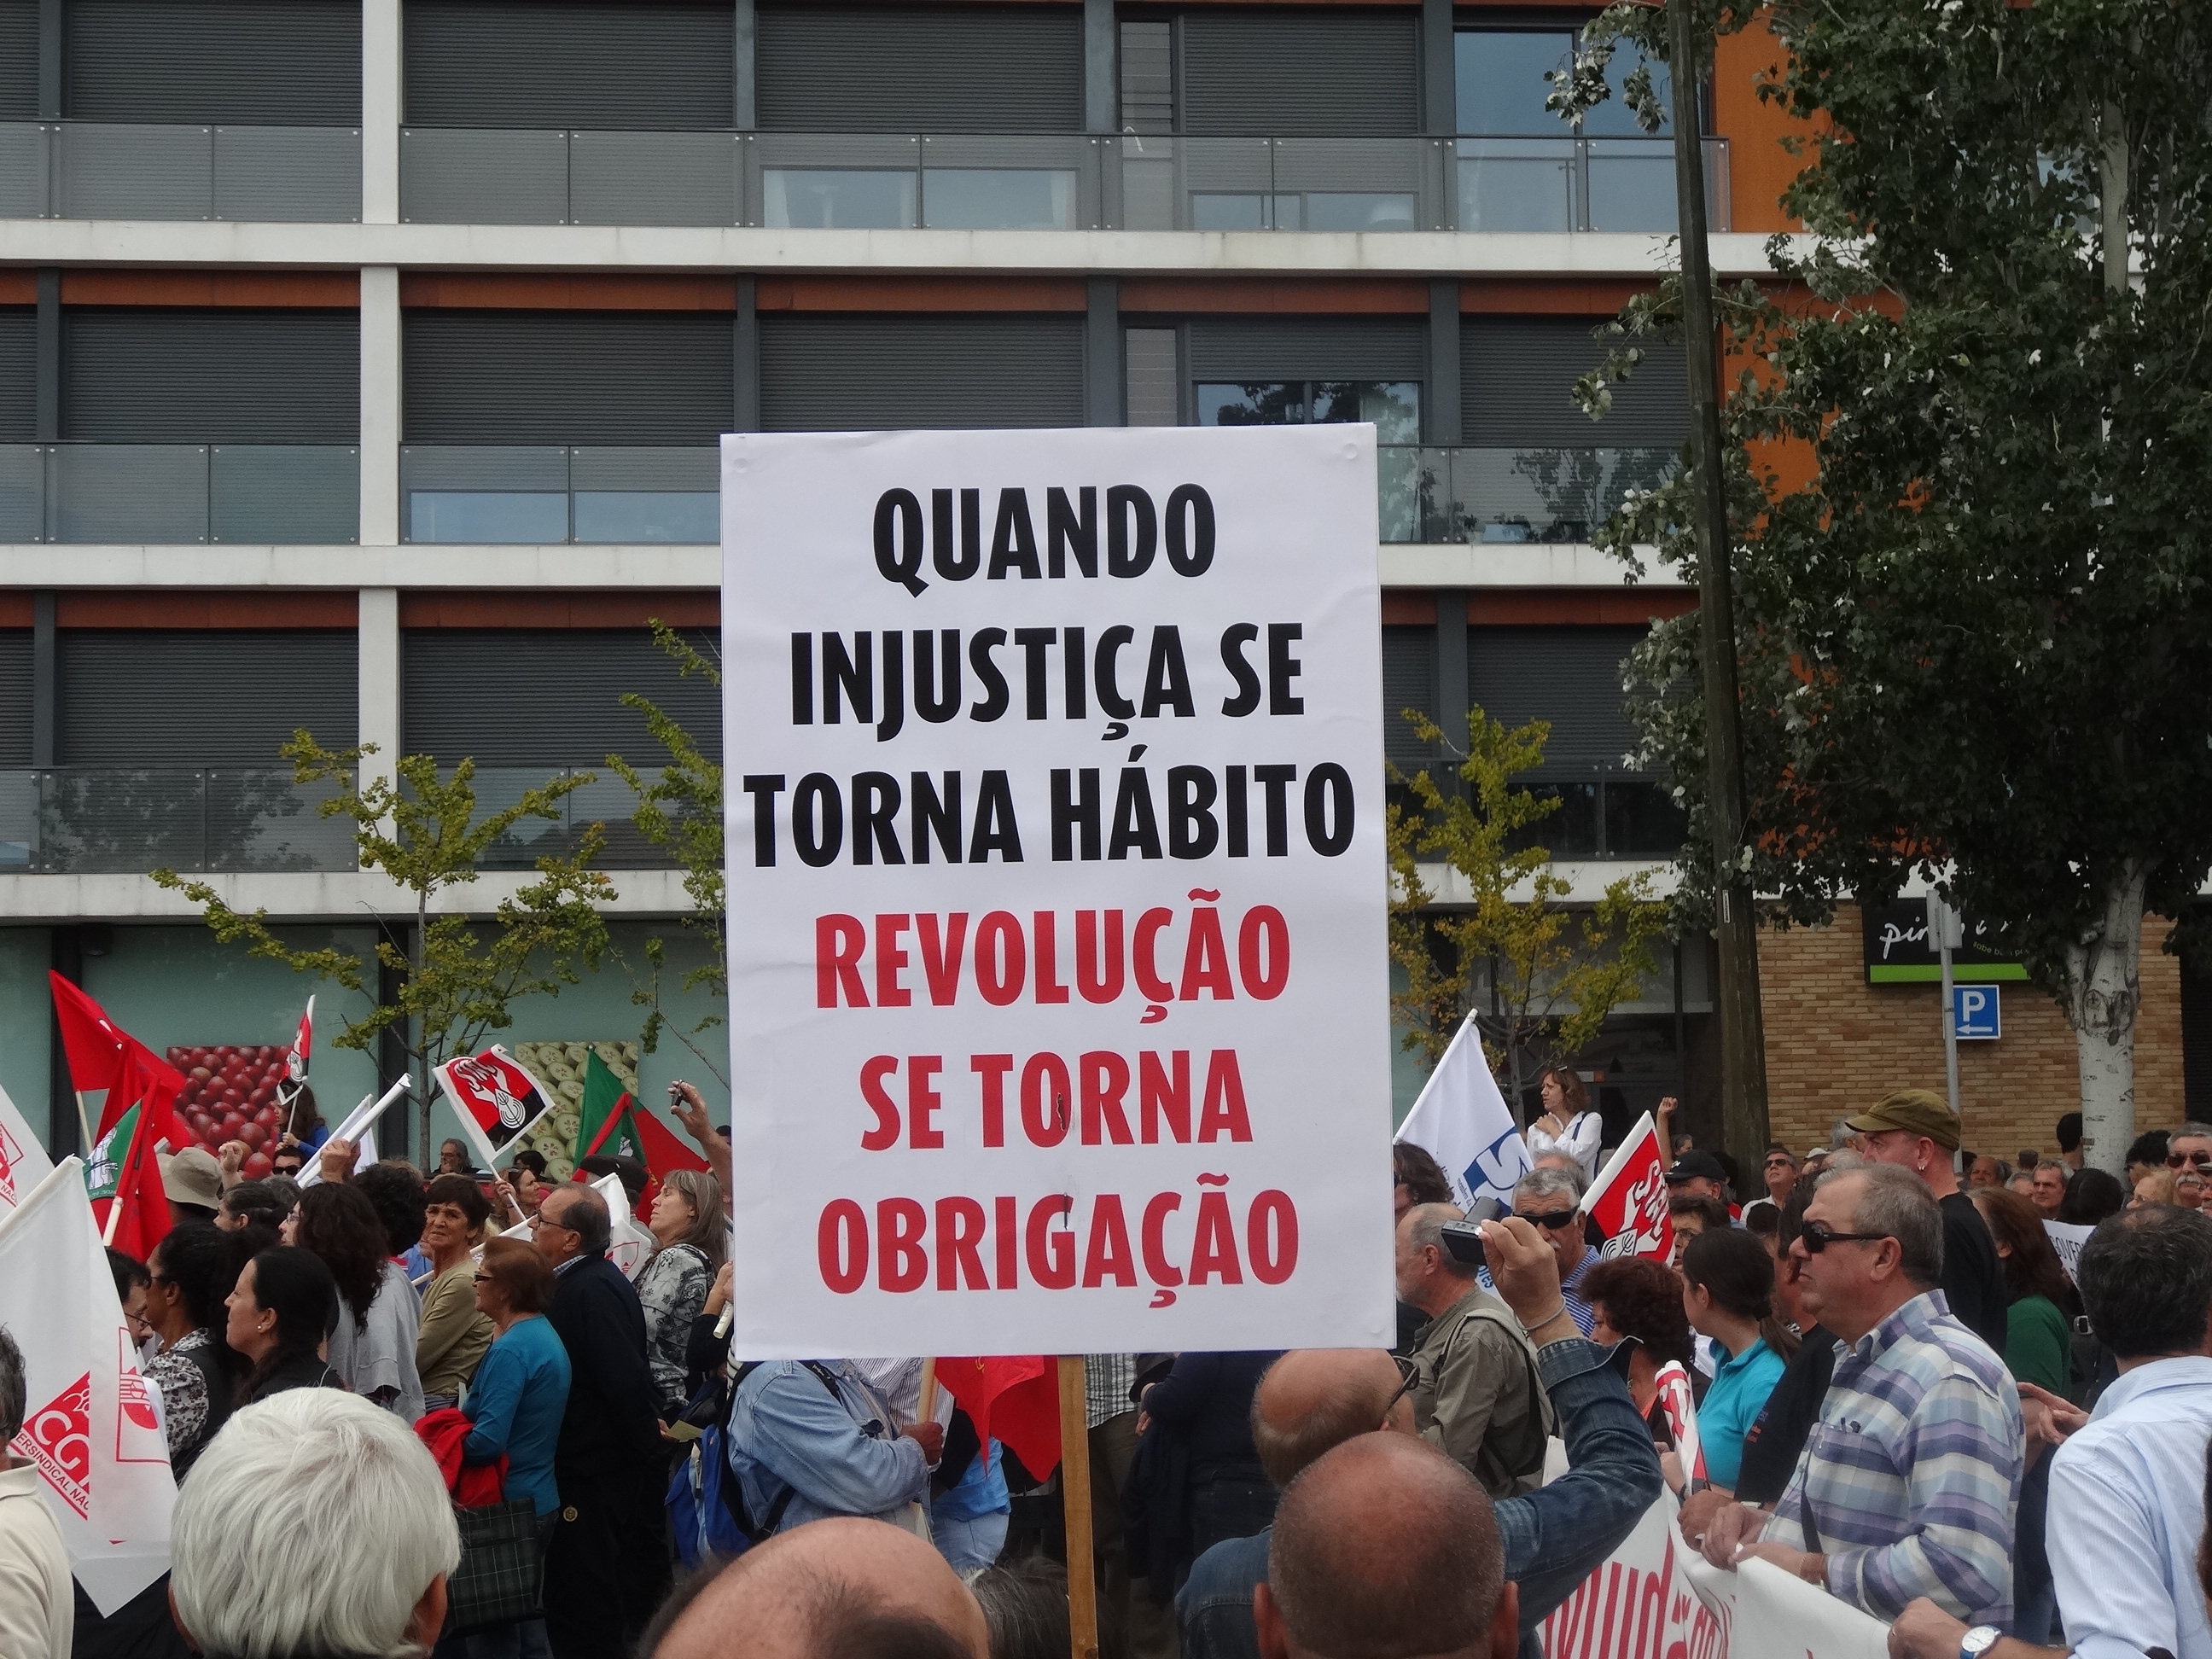 QUANDO
INJUSTIÇA SE
TORNA HÁBITO
REVOLUÇÃO
SE TORNA
OBRIGAÇÃO
P